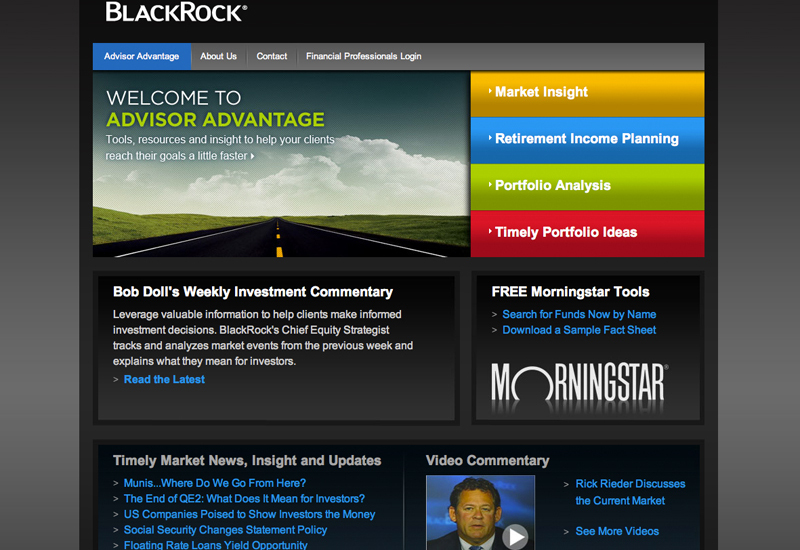 BLACKROCK®
Advisor Advantage
About Us
Contact
Financial Professionals Login
WELCOME TO
ADVISOR ADVANTAGE
Tools, resources and insight to help your clients
reach their goals a little faster
Market Insight
Retirement Income Planning
Portfolio Analysis
Timely Portfolio Ideas
Bob Doll's Weekly Investment Commentary
Leverage valuable information to help clients make informed
investment decisions. BlackRock's Chief Equity Strategist
tracks and analyzes market events from the previous week and
explains what they mean for investors.
> Read the Latest
FREE Morningstar Tools
> Search for Funds Now by Name
> Download a Sample Fact Sheet
MORNINGSTAR®
Timely Market News, Insight and Updates
> Munis...Where Do We Go From Here?
> The End of QE2: What Does It Mean for Investors?
> US Companies Poised to Show Investors the Money
> Social Security Changes Statement Policy
> Floating Rate Loans Yield Opportunity
Video Commentary
> Rick Rieder Discusses
the Current Market
> See More Videos